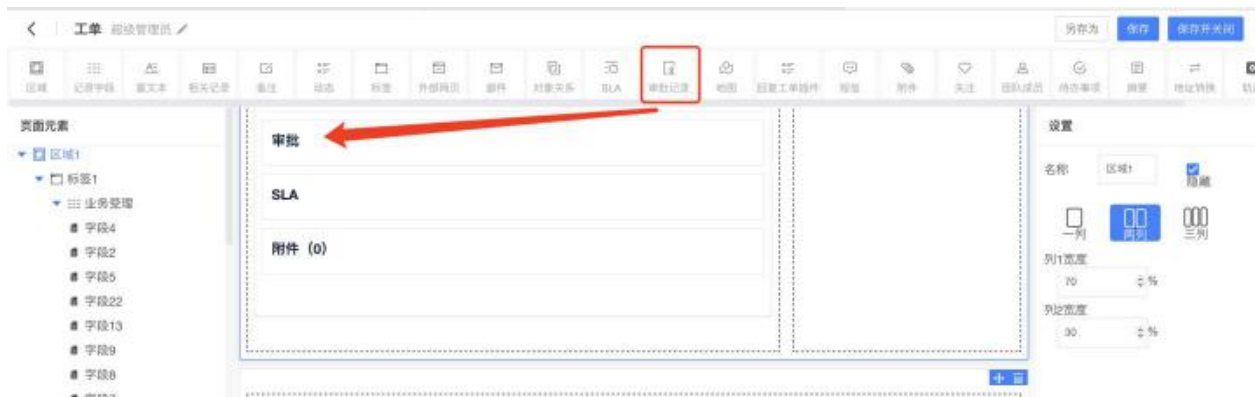 工单 超级管理员
另存为 保存 保存并关闭
区域 记录字段 富文本 相关记录 备注 动态 标签 外部网页 邮件 对象关系 SLA 审批记录 地图 回复工单插件 短信 附件 关注 团队成员 待办事项 摘要 地址转换
页面元素
区域1
标签1
业务受理
字段4
字段2
字段5
字段22
字段13
字段9
字段8
审批
SLA
附件（0）
设置
名称 区域1 隐藏
一列 两列 三列
列1宽度
70 %
列2宽度
30 %